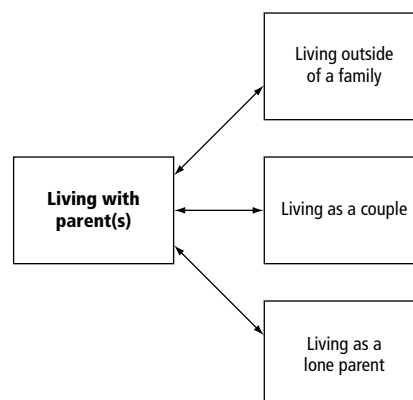 Living outside
of a family
Living with
parent(s)
Living as a couple
Living as a
lone parent